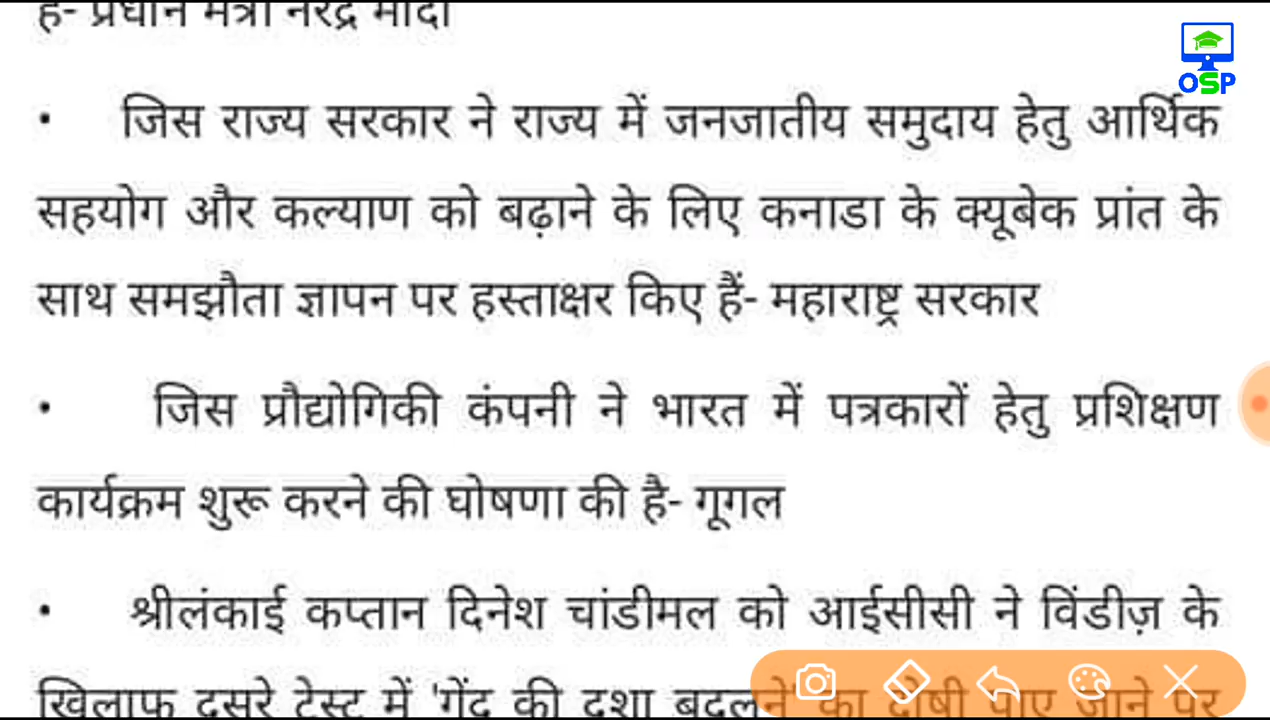 है- प्रधान मंत्री नरेंद्र मोदी
OSP
• जिस राज्य सरकार ने राज्य में जनजातीय समुदाय हेतु आर्थिक
सहयोग और कल्याण को बढ़ाने के लिए कनाडा के क्यूबेक प्रांत के
साथ समझौता ज्ञापन पर हस्ताक्षर किए हैं- महाराष्ट्र सरकार
• जिस प्रौद्योगिकी कंपनी ने भारत में पत्रकारों हेतु प्रशिक्षण
कार्यक्रम शुरू करने की घोषणा की है- गूगल
• श्रीलंकाई कप्तान दिनेश चांडीमल को आईसीसी ने विंडीज़ के
खिलाफ दूसरे टेस्ट में 'गेंद की दशा बदलने' का दोषी पाए जाने पर